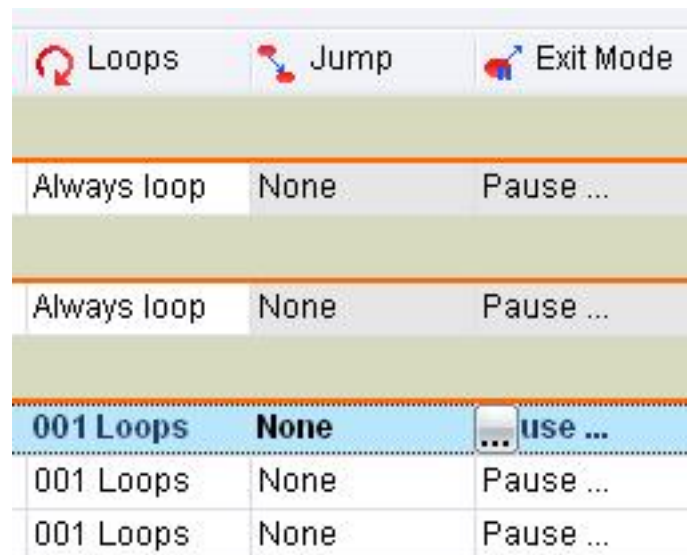 Loops Jump Exit Mode
Always loop None Pause ...
Always loop None Pause ...
001 Loops None ... use ...
001 Loops None Pause ...
001 Loops None Pause ...